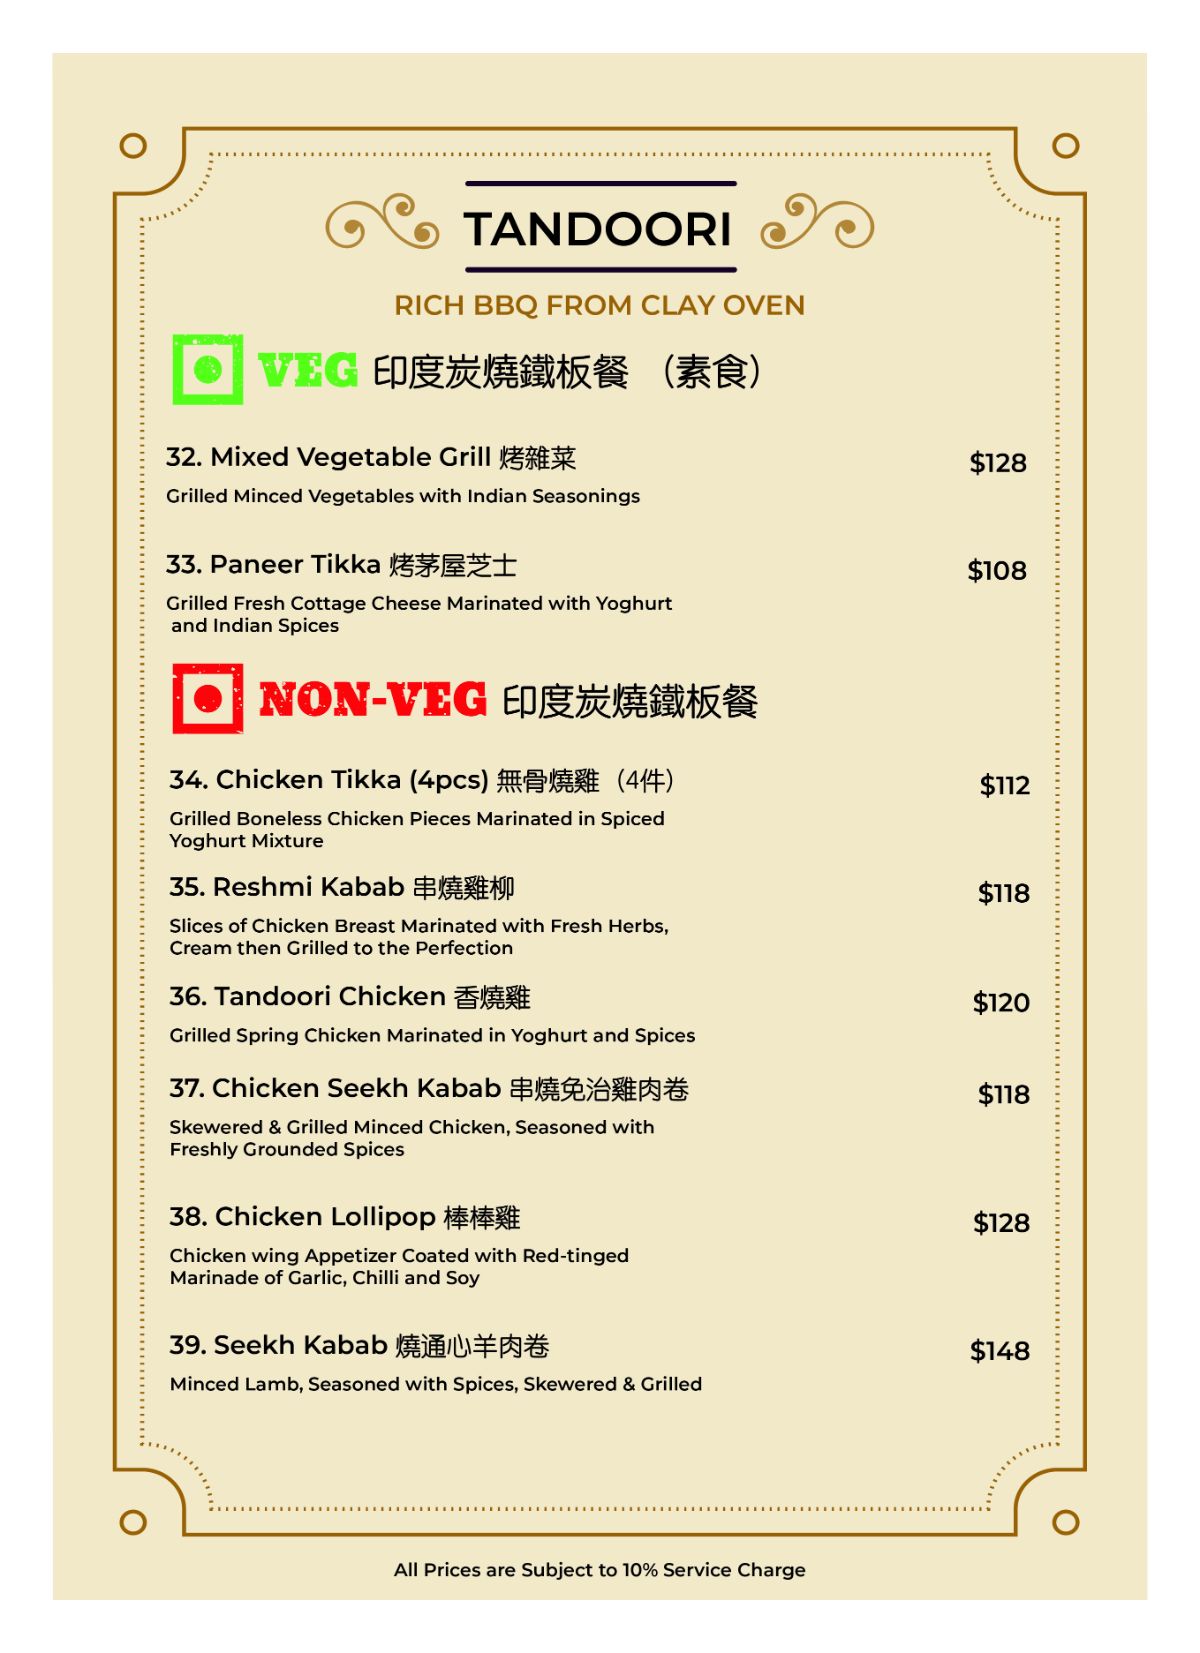 TANDOORI
RICH BBQ FROM CLAY OVEN
VEG 印度炭燒鐵板餐 （素食）
32. Mixed Vegetable Grill 烤雜菜 $128
Grilled Minced Vegetables with Indian Seasonings
33. Paneer Tikka 烤茅屋芝士 $108
Grilled Fresh Cottage Cheese Marinated with Yoghurt
and Indian Spices
NON-VEG 印度炭燒鐵板餐
34. Chicken Tikka (4pcs) 無骨燒雞（4件） $112
Grilled Boneless Chicken Pieces Marinated in Spiced
Yoghurt Mixture
35. Reshmi Kabab 串燒雞柳 $118
Slices of Chicken Breast Marinated with Fresh Herbs,
Cream then Grilled to the Perfection
36. Tandoori Chicken 香燒雞 $120
Grilled Spring Chicken Marinated in Yoghurt and Spices
37. Chicken Seekh Kabab 串燒免治雞肉卷 $118
Skewered & Grilled Minced Chicken, Seasoned with
Freshly Grounded Spices
38. Chicken Lollipop 棒棒雞 $128
Chicken wing Appetizer Coated with Red-tinged
Marinade of Garlic, Chilli and Soy
39. Seekh Kabab 燒通心羊肉卷 $148
Minced Lamb, Seasoned with Spices, Skewered & Grilled
All Prices are Subject to 10% Service Charge